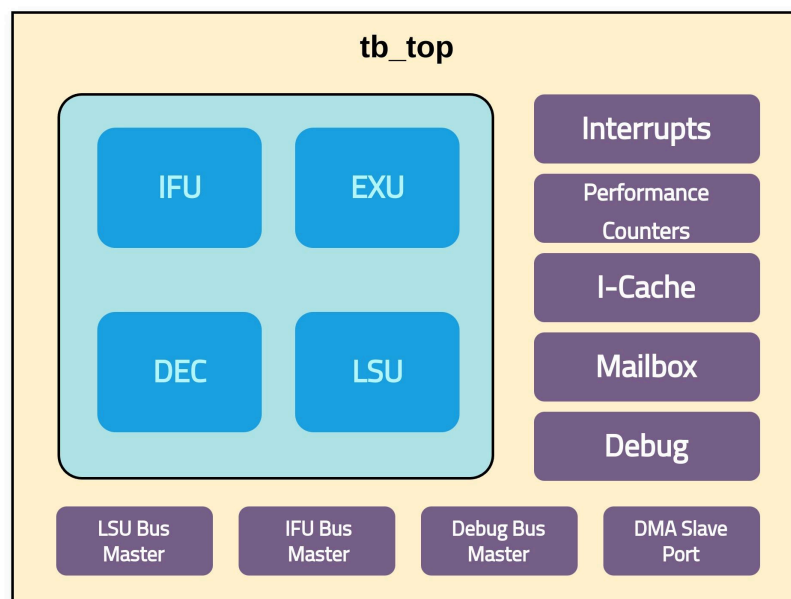 tb_top
IFU
EXU
DEC
LSU
Interrupts
Performance
Counters
I-Cache
Mailbox
Debug
LSU Bus
Master
IFU Bus
Master
Debug Bus
Master
DMA Slave
Port